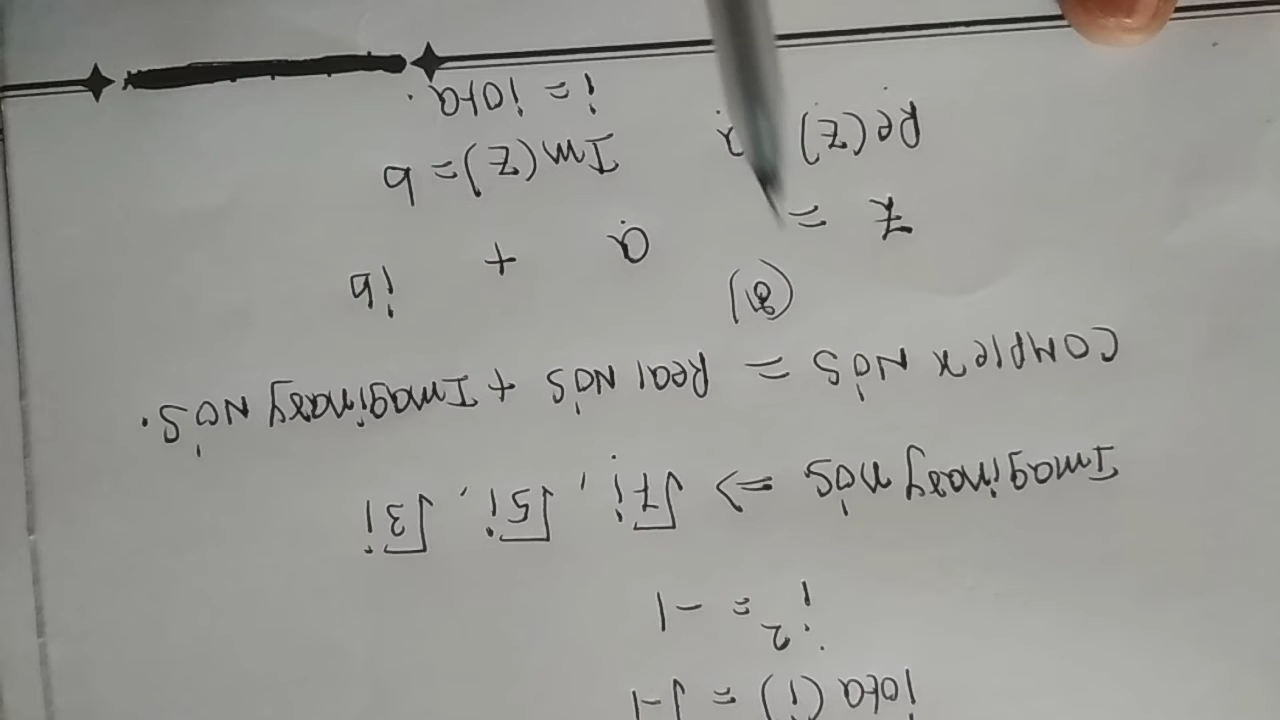 iota (i) = √-1
i² = -1
Imaginary no's => √7i, √5i, √3i
Complex NO'S = Real NO'S + Imaginary NO'S.
z = a + ib
Re(z) Im(z) = b
i = iota.